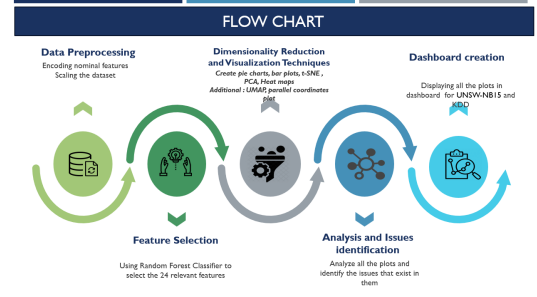 FLOW CHART
Data Preprocessing
Encoding nominal features
Scaling the dataset
Feature Selection
Using Random Forest Classifier to
select the 24 relevant features
Dimensionality Reduction
and Visualization Techniques
Create pie charts, bar plots, t-SNE ,
PCA, Heat maps
Additional : UMAP, parallel coordinates
plot
Analysis and Issues
identification
Analyze all the plots and
identify the issues that exist in
them
Dashboard creation
Displaying all the plots in
dashboard for UNSW-NB15 and
KDD